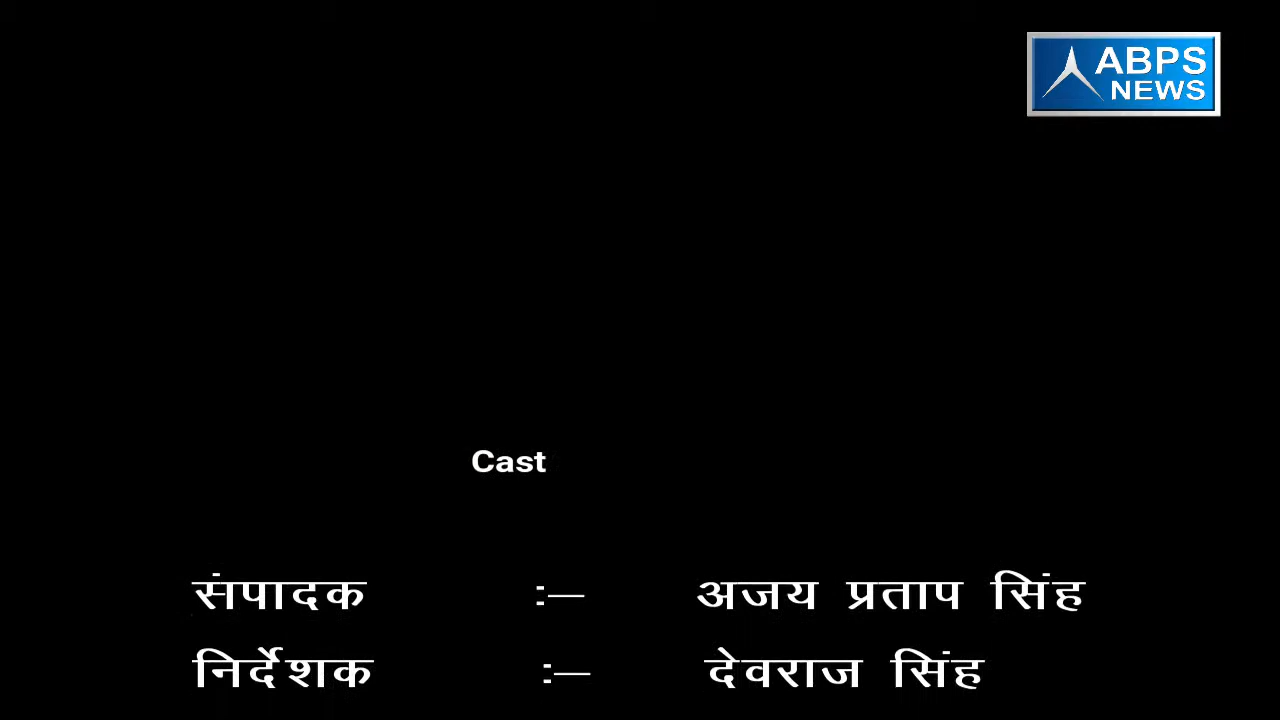 ABPS
NEWS
Cast
संपादक :— अजय प्रताप सिंह
निर्देशक :— देवराज सिंह